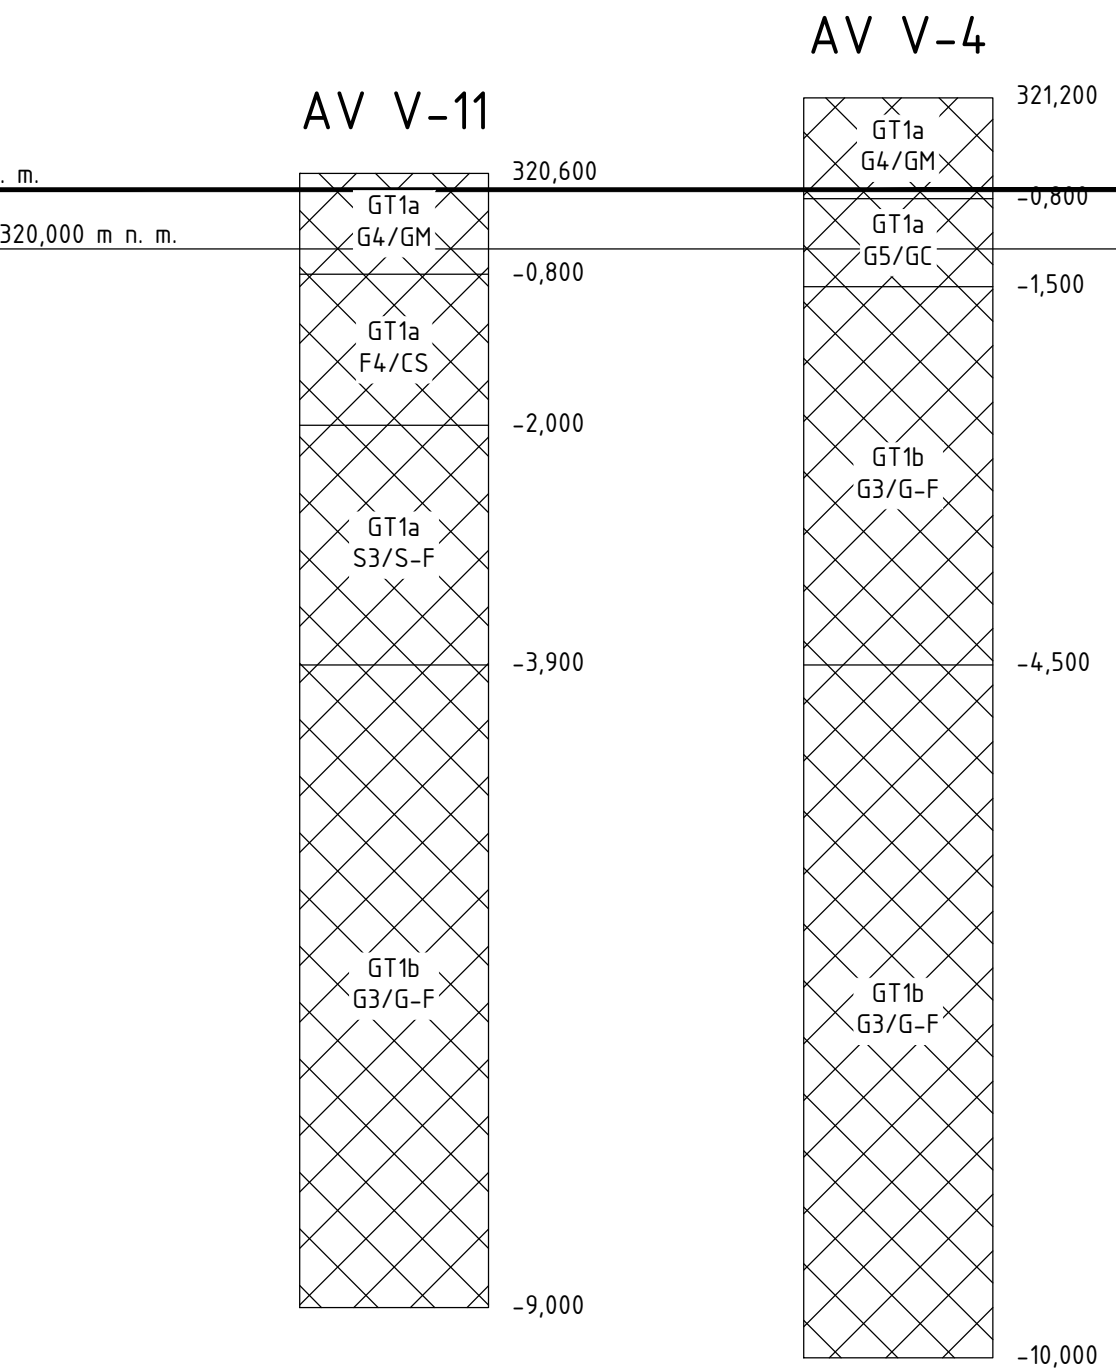 AV V-4
AV V-11
321,200
GT1a
G4/GM
. m.
320,600
-0,800
GT1a
G4/GM
GT1a
G5/GC
320,000 m n. m.
-0,800
-1,500
GT1a
F4/CS
-2,000
GT1b
G3/G-F
GT1a
S3/S-F
-3,900
-4,500
GT1b
G3/G-F
GT1b
G3/G-F
-9,000
-10,000